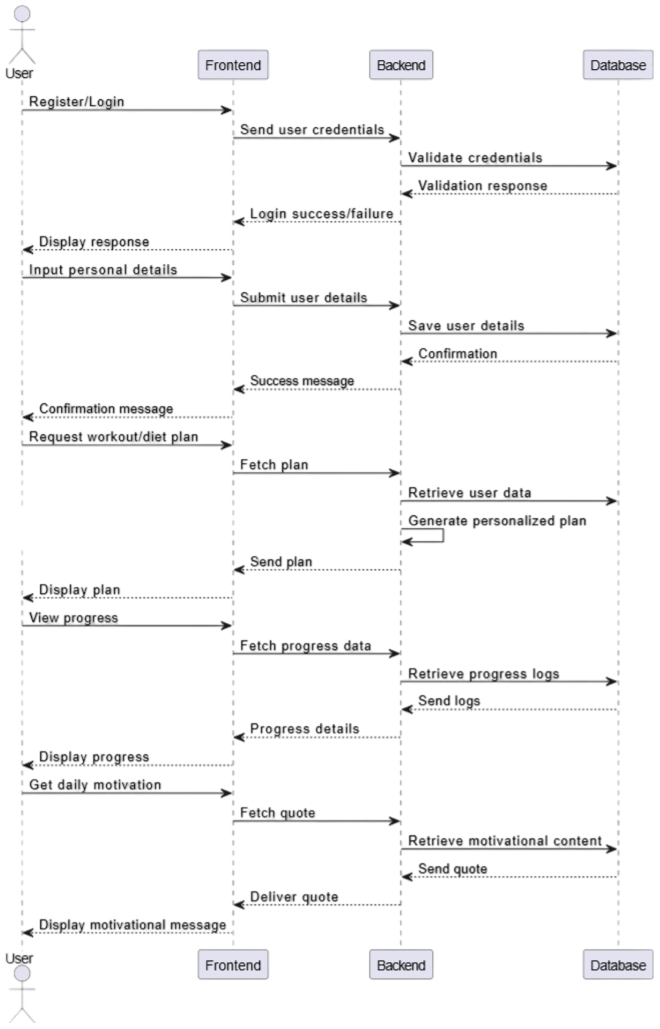 User
Frontend
Backend
Database
Register/Login
Send user credentials
Validate credentials
Validation response
Login success/failure
Display response
Input personal details
Submit user details
Save user details
Confirmation
Success message
Confirmation message
Request workout/diet plan
Fetch plan
Retrieve user data
Generate personalized plan
Send plan
Display plan
View progress
Fetch progress data
Retrieve progress logs
Send logs
Progress details
Display progress
Get daily motivation
Fetch quote
Retrieve motivational content
Send quote
Deliver quote
Display motivational message
User
Frontend
Backend
Database